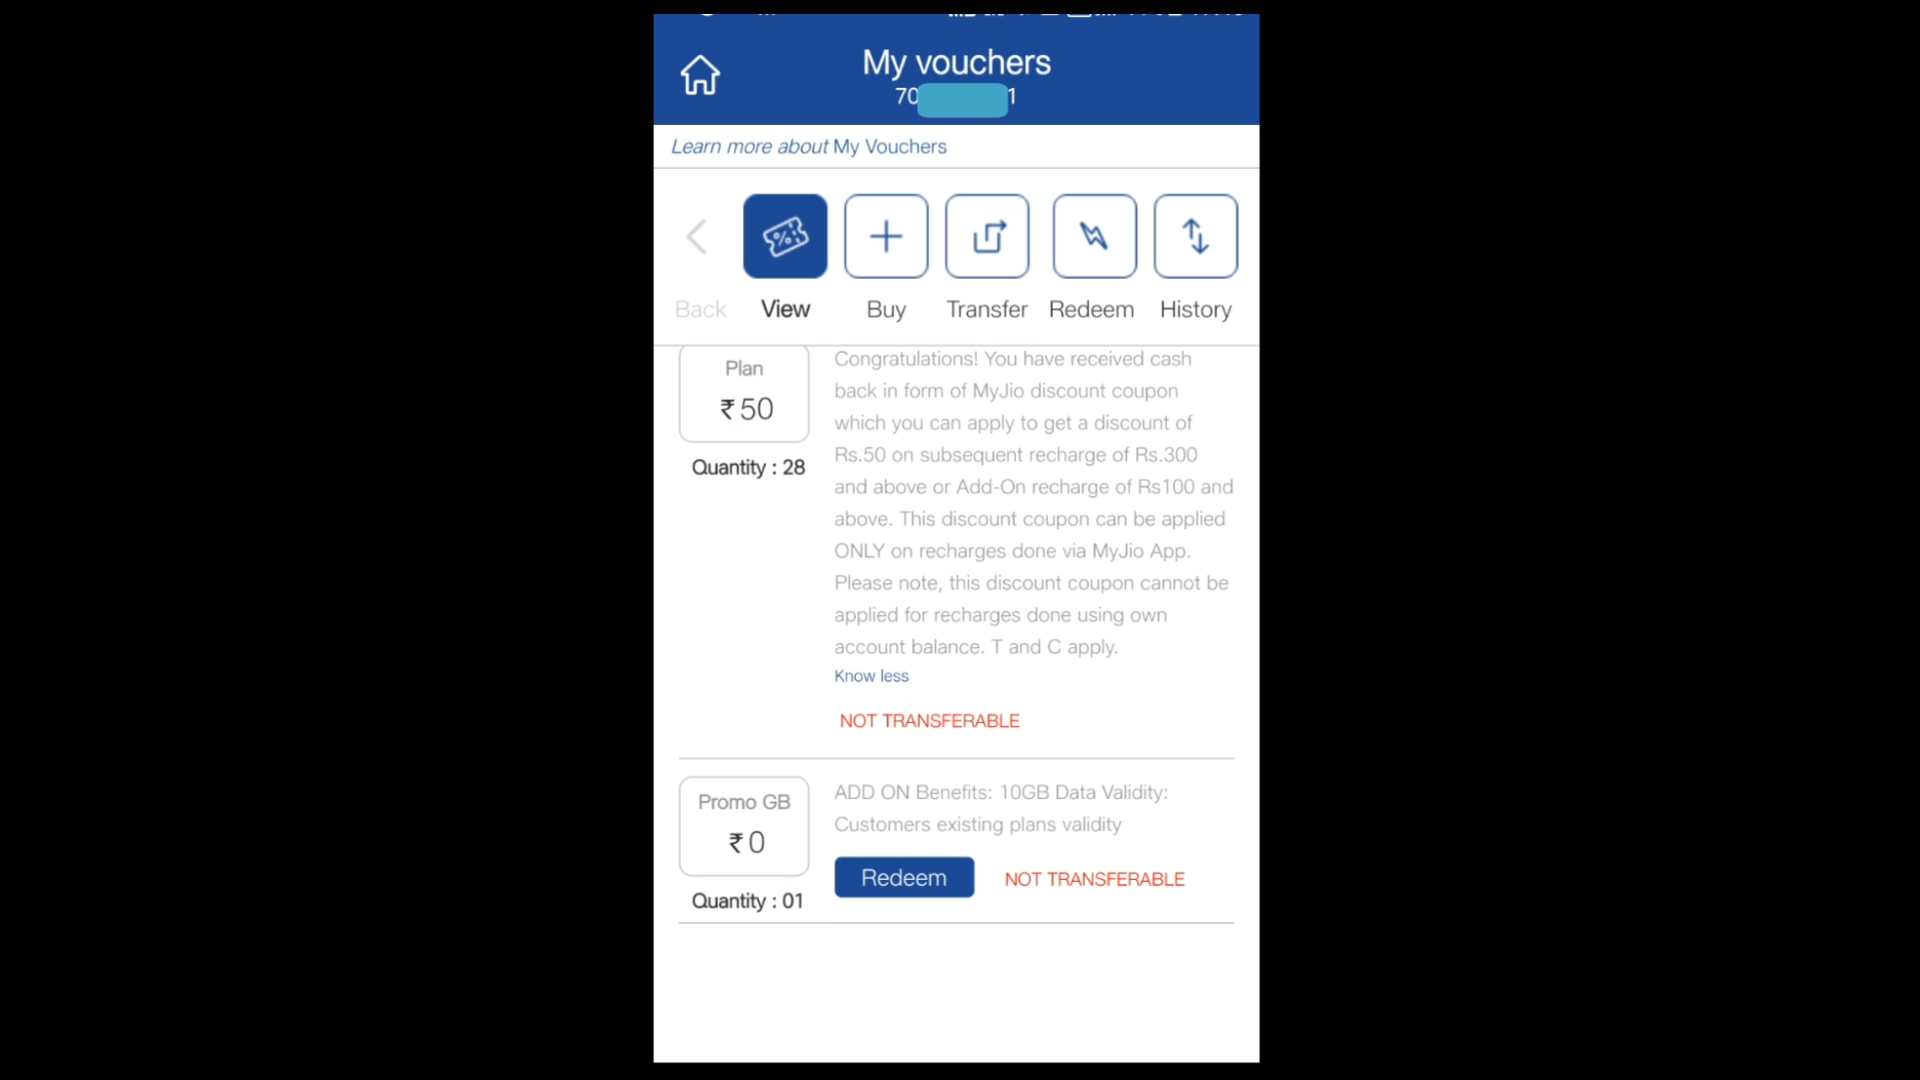 My vouchers
70 1
Learn more about My Vouchers
Back
View
Buy
Transfer
Redeem
History
Plan
₹50
Quantity : 28
Congratulations! You have received cash
back in form of MyJio discount coupon
which you can apply to get a discount of
Rs.50 on subsequent recharge of Rs.300
and above or Add-On recharge of Rs100 and
above. This discount coupon can be applied
ONLY on recharges done via MyJio App.
Please note, this discount coupon cannot be
applied for recharges done using own
account balance. T and C apply.
Know less
NOT TRANSFERABLE
Promo GB
₹0
Quantity : 01
ADD ON Benefits: 10GB Data Validity:
Customers existing plans validity
Redeem
NOT TRANSFERABLE